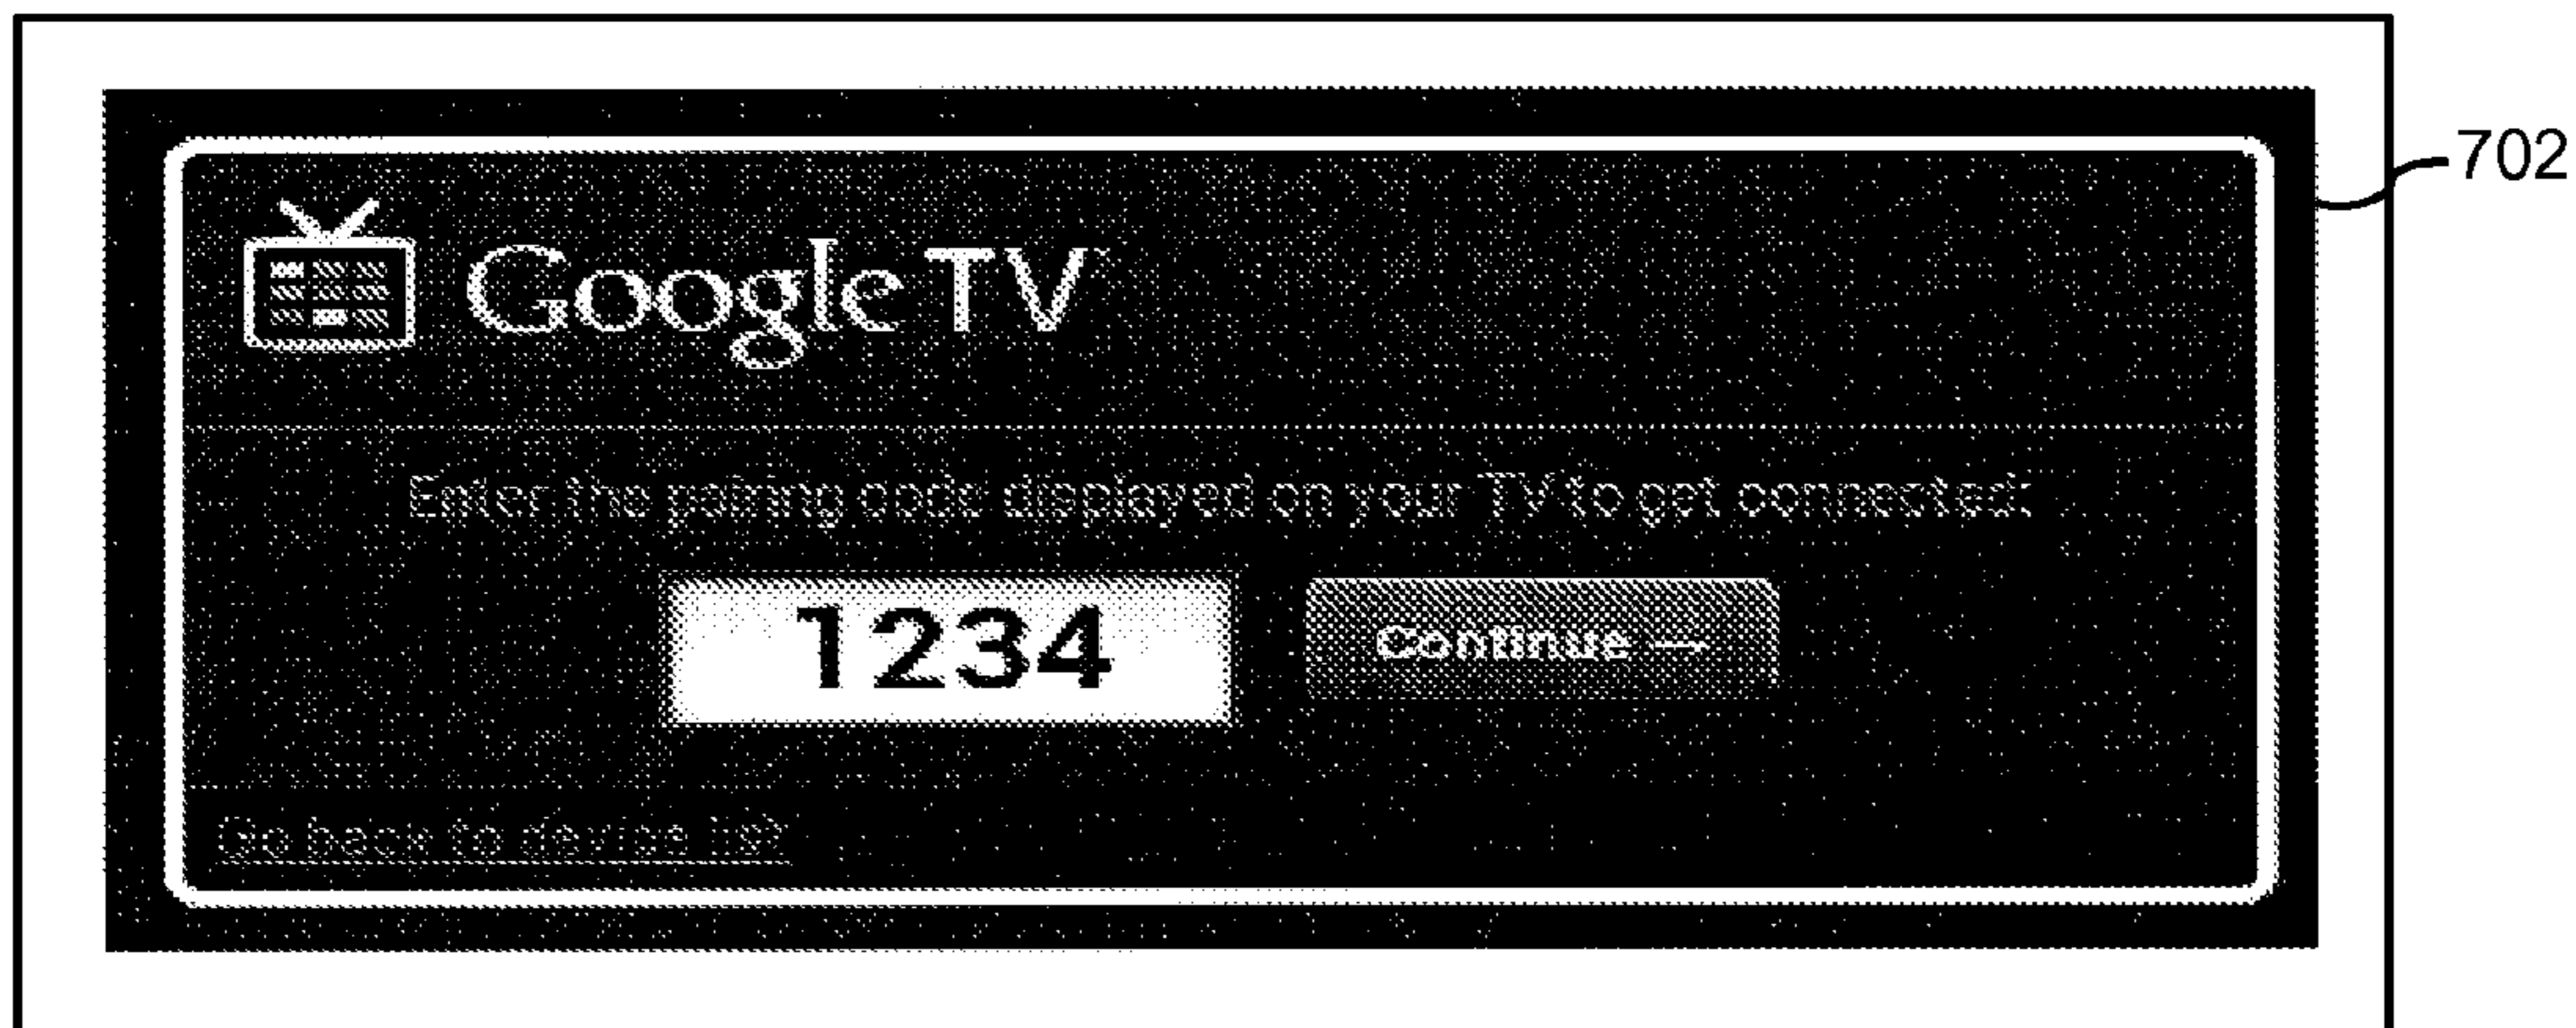 702
Google TV
Enter the pairing code displayed on your TV to get connected:
1234
Continue →
Go back to device list